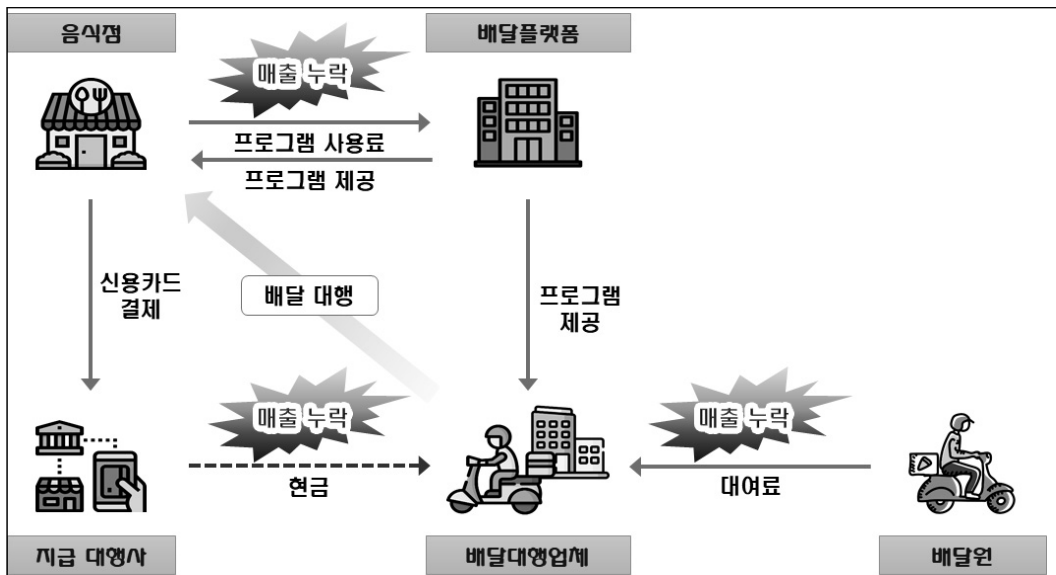 음식점
배달플랫폼
매출 누락
프로그램 사용료
프로그램 제공
신용카드
결제
배달 대행
프로그램
제공
매출 누락
매출 누락
현금
대여료
지급 대행사
배달대행업체
배달원